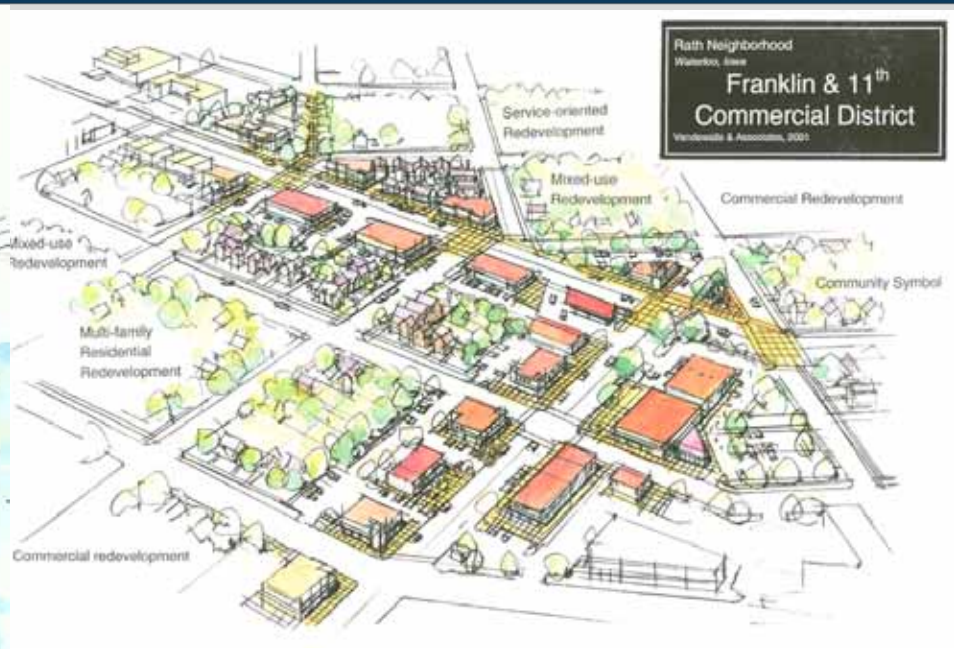 Rath Neighborhood
Waterloo, Iowa
Franklin & 11th
Commercial District
Vandewalle & Associates, 2001
Service-oriented
Redevelopment
Mixed-use
Redevelopment
Commercial Redevelopment
Community Symbol
Mixed-use
Redevelopment
Multi-family
Residential
Redevelopment
Commercial redevelopment